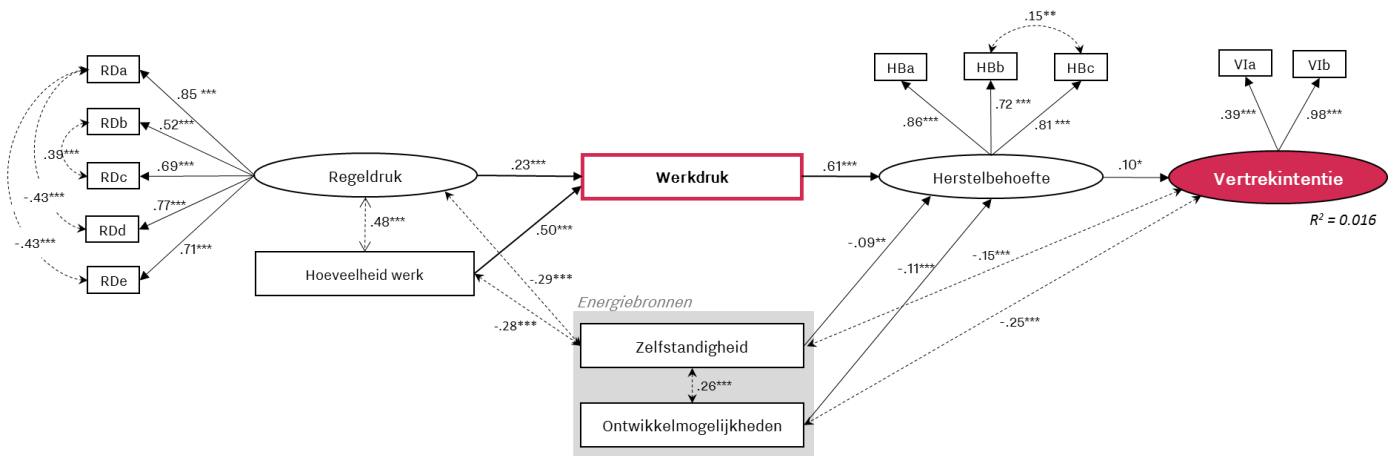 .15**
RDa
HBa
HBb
HBc
VIa
VIb
.85 ***
RDb
.52***
.72 ***
.86***
.81 ***
.39***
.98***
.39***
RDc
.69***
Regeldruk
.23***
Werkdruk
.61***
Herstelbehoefte
.10*
Vertrekintentie
-.43***
.77***
.48***
R² = 0.016
RDd
-.43***
.71***
.50***
-.09**
RDe
Hoeveelheid werk
-.29***
-.11***
-.15***
Energiebronnen
-.28***
-.25***
Zelfstandigheid
.26***
Ontwikkelmogelijkheden